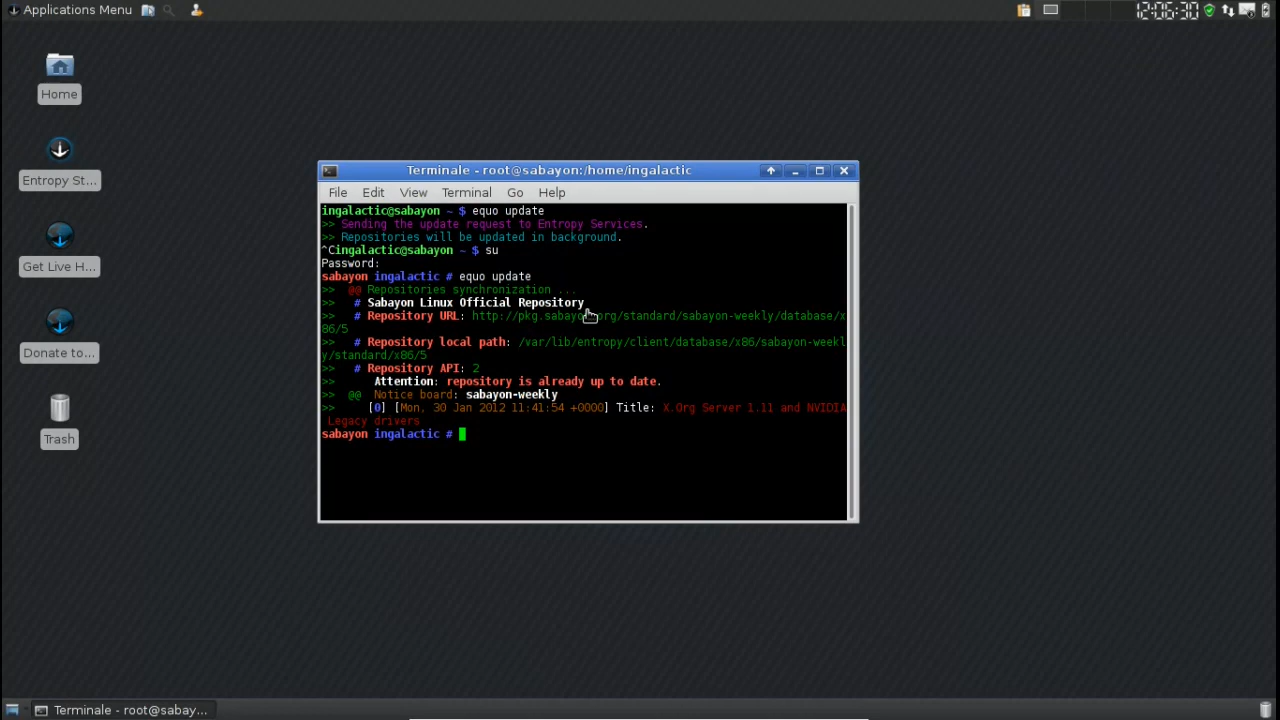 Applications Menu
12:06:30
Home
Entropy St...
Get Live H...
Donate to...
Trash
Terminale - root@sabayon:/home/ingalactic
File Edit View Terminal Go Help
ingalactic@sabayon ~ $ equo update
>> Sending the update request to Entropy Services.
>> Repositories will be updated in background.
^Cingalactic@sabayon ~ $ su
Password:
sabayon ingalactic # equo update
>> @@ Repositories synchronization ...
>> # Sabayon Linux Official Repository
>> # Repository URL: http://pkg.sabayon.org/standard/sabayon-weekly/database/x
86/5
>> # Repository local path: /var/lib/entropy/client/database/x86/sabayon-weekl
y/standard/x86/5
>> # Repository API: 2
>> Attention: repository is already up to date.
>> @@ Notice board: sabayon-weekly
>> [0] [Mon, 30 Jan 2012 11:41:54 +0000] Title: X.Org Server 1.11 and NVIDIA
Legacy drivers
sabayon ingalactic #
Terminale - root@sabay...